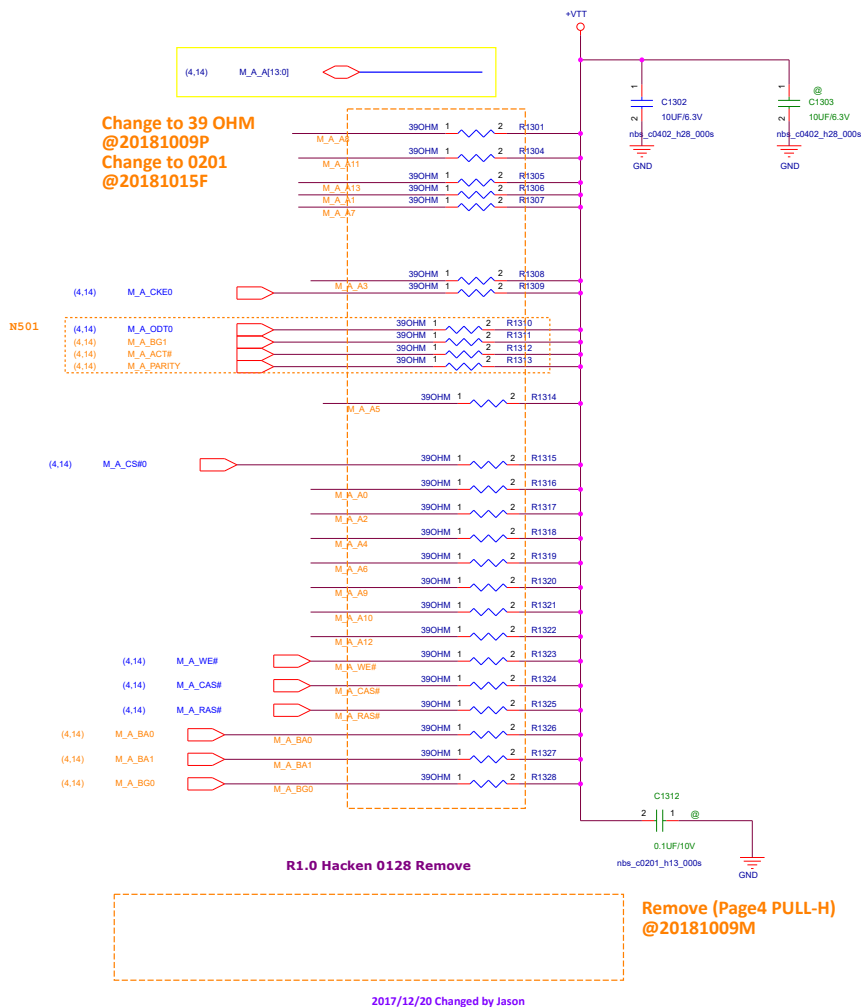 +VTT
(4,14) M_A_A[13:0]
1 C1302 2 10UF/6.3V
nbs_c0402_h28_000s
GND
@
1 C1303 2 10UF/6.3V
nbs_c0402_h28_000s
GND
Change to 39 OHM
@20181009P
Change to 0201
@20181015F
39OHM 1 2 R1301
39OHM 1 2 R1304
M_A_A11
39OHM 1 2 R1305
M_A_A13
39OHM 1 2 R1306
M_A_A1
39OHM 1 2 R1307
M_A_A7
39OHM 1 2 R1308
M_A_A3
(4,14) M_A_CKE0 39OHM 1 2 R1309
N501
(4,14) M_A_ODT0 39OHM 1 2 R1310
(4,14) M_A_BG1 39OHM 1 2 R1311
(4,14) M_A_ACT# 39OHM 1 2 R1312
(4,14) M_A_PARITY 39OHM 1 2 R1313
39OHM 1 2 R1314
M_A_A5
(4,14) M_A_CS#0 39OHM 1 2 R1315
39OHM 1 2 R1316
M_A_A0
39OHM 1 2 R1317
M_A_A2
39OHM 1 2 R1318
M_A_A4
39OHM 1 2 R1319
M_A_A6
39OHM 1 2 R1320
M_A_A9
39OHM 1 2 R1321
M_A_A10
39OHM 1 2 R1322
M_A_A12
(4,14) M_A_WE# 39OHM 1 2 R1323
M_A_WE#
(4,14) M_A_CAS# 39OHM 1 2 R1324
M_A_CAS#
(4,14) M_A_RAS# 39OHM 1 2 R1325
M_A_RAS#
(4,14) M_A_BA0 39OHM 1 2 R1326
M_A_BA0
(4,14) M_A_BA1 39OHM 1 2 R1327
M_A_BA1
(4,14) M_A_BG0 39OHM 1 2 R1328
M_A_BG0
C1312
2 1 @
0.1UF/10V
nbs_c0201_h13_000s
GND
R1.0 Hacken 0128 Remove
Remove (Page4 PULL-H)
@20181009M
2017/12/20 Changed by Jason